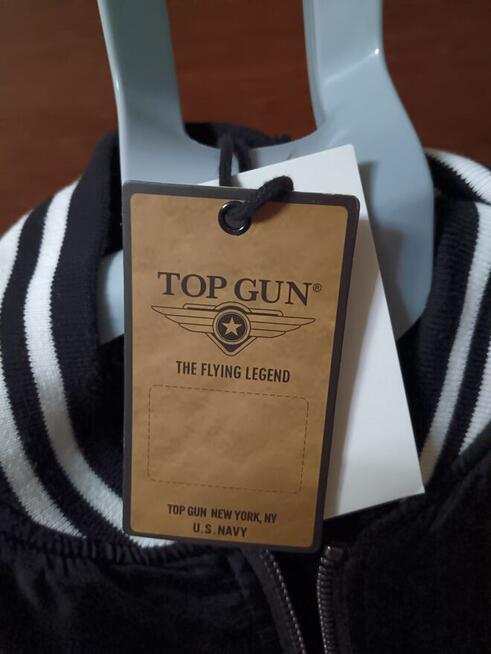 TOP GUN®
THE FLYING LEGEND
TOP GUN NEW YORK, NY
U.S. NAVY